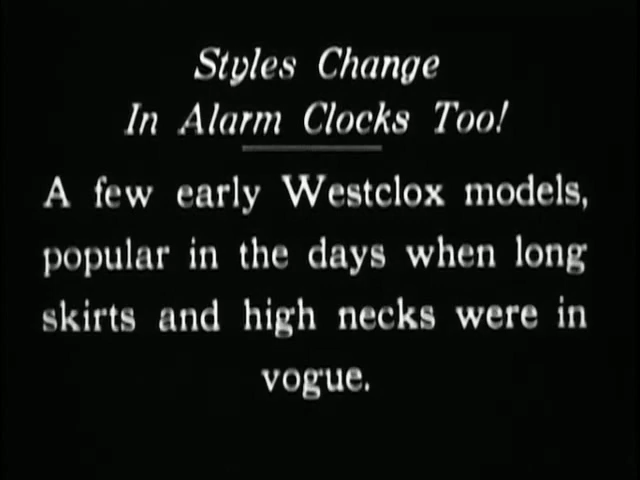 Styles Change
In Alarm Clocks Too!
A few early Westclox models,
popular in the days when long
skirts and high necks were in
vogue.